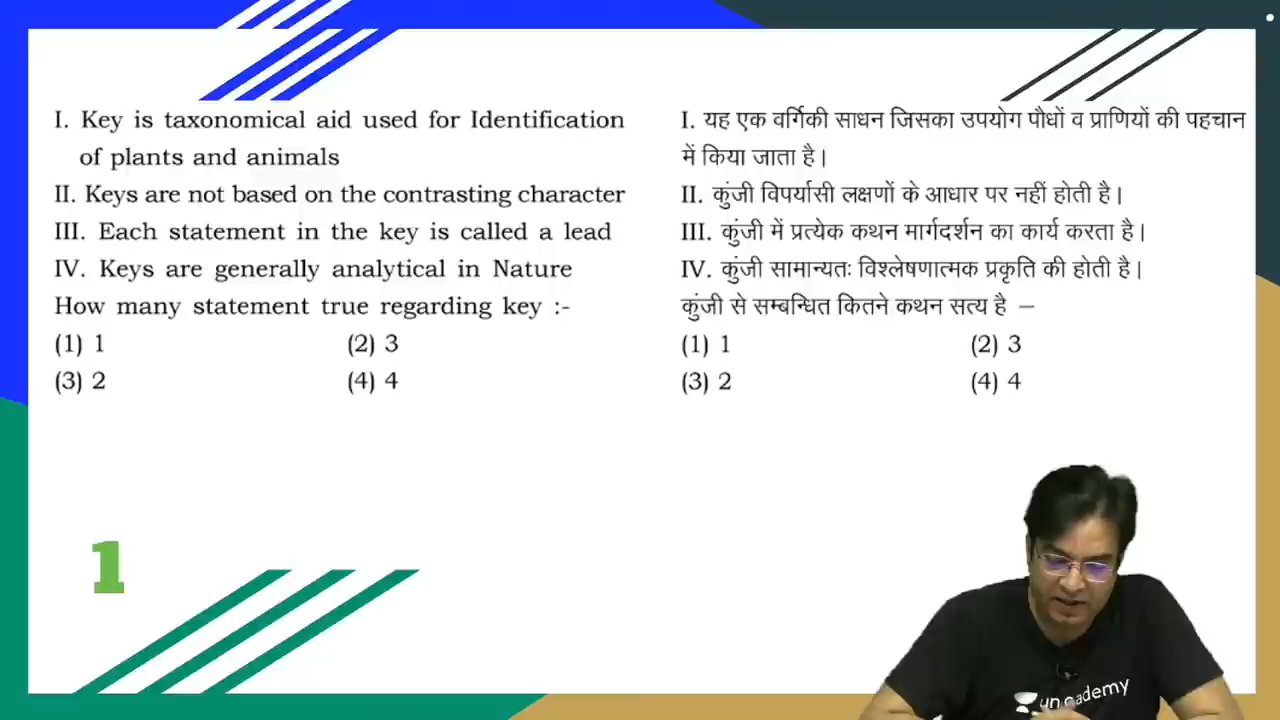 I. Key is taxonomical aid used for Identification
of plants and animals
II. Keys are not based on the contrasting character
III. Each statement in the key is called a lead
IV. Keys are generally analytical in Nature
How many statement true regarding key :-
(1) 1 (2) 3
(3) 2 (4) 4
I. यह एक वर्गिकी साधन जिसका उपयोग पौधों व प्राणियों की पहचान
में किया जाता है।
II. कुंजी विपर्यासी लक्षणों के आधार पर नहीं होती है।
III. कुंजी में प्रत्येक कथन मार्गदर्शन का कार्य करता है।
IV. कुंजी सामान्यतः विश्लेषणात्मक प्रकृति की होती है।
कुंजी से सम्बन्धित कितने कथन सत्य है –
(1) 1 (2) 3
(3) 2 (4) 4
1
unacademy